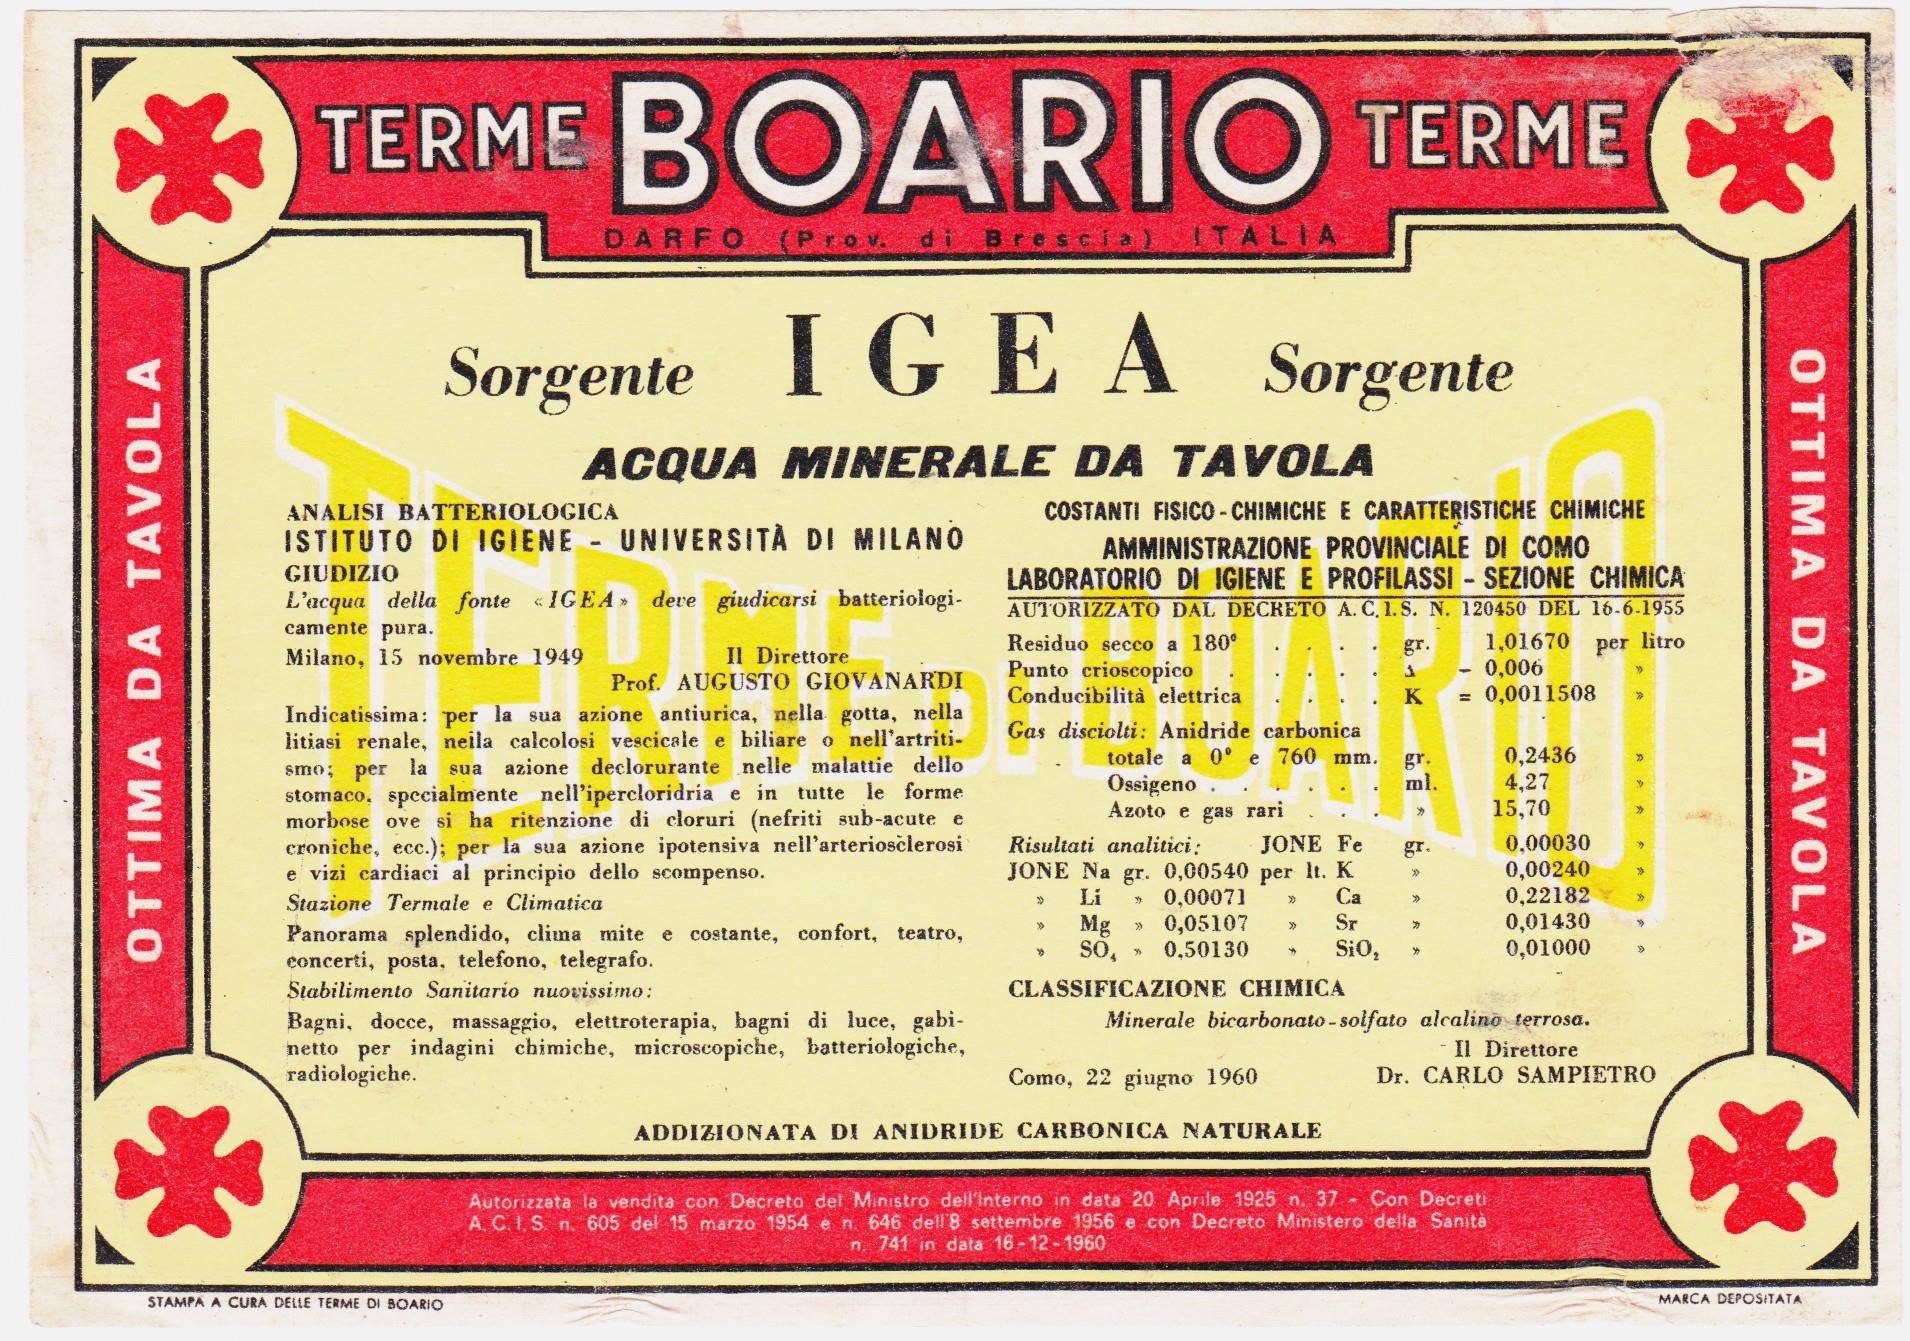 TERME BOARIO TERME
DARFO (Prov. di Brescia) ITALIA
OTTIMA DA TAVOLA
OTTIMA DA TAVOLA
Sorgente IGEA Sorgente
ACQUA MINERALE DA TAVOLA
TERME DI BOARIO
ANALISI BATTERIOLOGICA
ISTITUTO DI IGIENE - UNIVERSITÀ DI MILANO
GIUDIZIO
L'acqua della fonte «IGEA» deve giudicarsi batteriologi-
camente pura.
Milano, 15 novembre 1949 Il Direttore
Prof. AUGUSTO GIOVANARDI
Indicatissima: per la sua azione antiurica, nella gotta, nella
litiasi renale, nella calcolosi vescicale e biliare o nell'artriti-
smo; per la sua azione declorurante nelle malattie dello
stomaco, specialmente nell'ipercloridria e in tutte le forme
morbose ove si ha ritenzione di cloruri (nefriti sub-acute e
croniche, ecc.); per la sua azione ipotensiva nell'arteriosclerosi
e vizi cardiaci al principio dello scompenso.
Stazione Termale e Climatica
Panorama splendido, clima mite e costante, confort, teatro,
concerti, posta, telefono, telegrafo.
Stabilimento Sanitario nuovissimo:
Bagni, docce, massaggio, elettroterapia, bagni di luce, gabi-
netto per indagini chimiche, microscopiche, batteriologiche,
radiologiche.
COSTANTI FISICO-CHIMICHE E CARATTERISTICHE CHIMICHE
AMMINISTRAZIONE PROVINCIALE DI COMO
LABORATORIO DI IGIENE E PROFILASSI - SEZIONE CHIMICA
AUTORIZZATO DAL DECRETO A.C.I.S. N. 120450 DEL 16-6-1955
Residuo secco a 180° . . . . gr. 1,01670 per litro
Punto crioscopico . . . . . Δ - 0,006 »
Conducibilità elettrica . . . . K = 0,0011508 »
Gas disciolti: Anidride carbonica
totale a 0° e 760 mm. gr. 0,2436 »
Ossigeno . . . . . . ml. 4,27 »
Azoto e gas rari . . . » 15,70 »
Risultati analitici: JONE Fe gr. 0,00030 »
JONE Na gr. 0,00540 per lt. K » 0,00240 »
» Li » 0,00071 » Ca » 0,22182 »
» Mg » 0,05107 » Sr » 0,01430 »
» SO₄ » 0,50130 » SiO₂ » 0,01000 »
CLASSIFICAZIONE CHIMICA
Minerale bicarbonato-solfato alcalino terrosa.
Il Direttore
Como, 22 giugno 1960 Dr. CARLO SAMPIETRO
ADDIZIONATA DI ANIDRIDE CARBONICA NATURALE
Autorizzata la vendita con Decreto del Ministro dell'Interno in data 20 Aprile 1925 n. 37 - Con Decreti
A.C.I.S. n. 605 del 15 marzo 1954 e n. 646 dell'8 settembre 1956 e con Decreto Ministero della Sanità
n. 741 in data 16-12-1960
STAMPA A CURA DELLE TERME DI BOARIO
MARCA DEPOSITATA